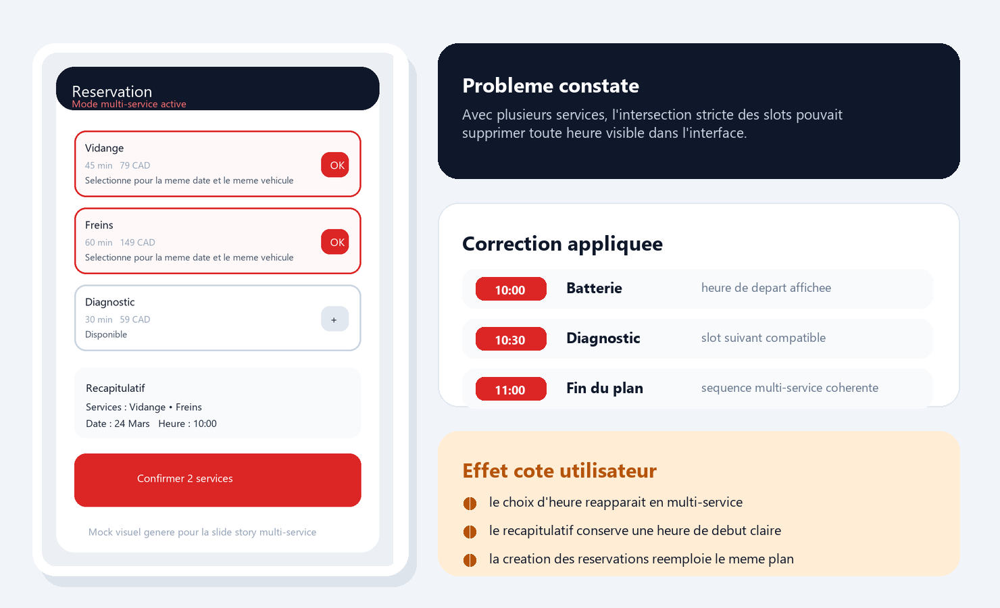 Reservation
Mode multi-service active
Vidange
45 min 79 CAD
Selectionne pour la meme date et le meme vehicule
OK
Freins
60 min 149 CAD
Selectionne pour la meme date et le meme vehicule
OK
Diagnostic
30 min 59 CAD
Disponible
+
Recapitulatif
Services : Vidange • Freins
Date : 24 Mars Heure : 10:00
Confirmer 2 services
Mock visuel genere pour la slide story multi-service
Probleme constate
Avec plusieurs services, l'intersection stricte des slots pouvait
supprimer toute heure visible dans l'interface.
Correction appliquee
10:00 Batterie heure de depart affichee
10:30 Diagnostic slot suivant compatible
11:00 Fin du plan sequence multi-service coherente
Effet cote utilisateur
le choix d'heure reapparait en multi-service
le recapitulatif conserve une heure de debut claire
la creation des reservations reemploie le meme plan